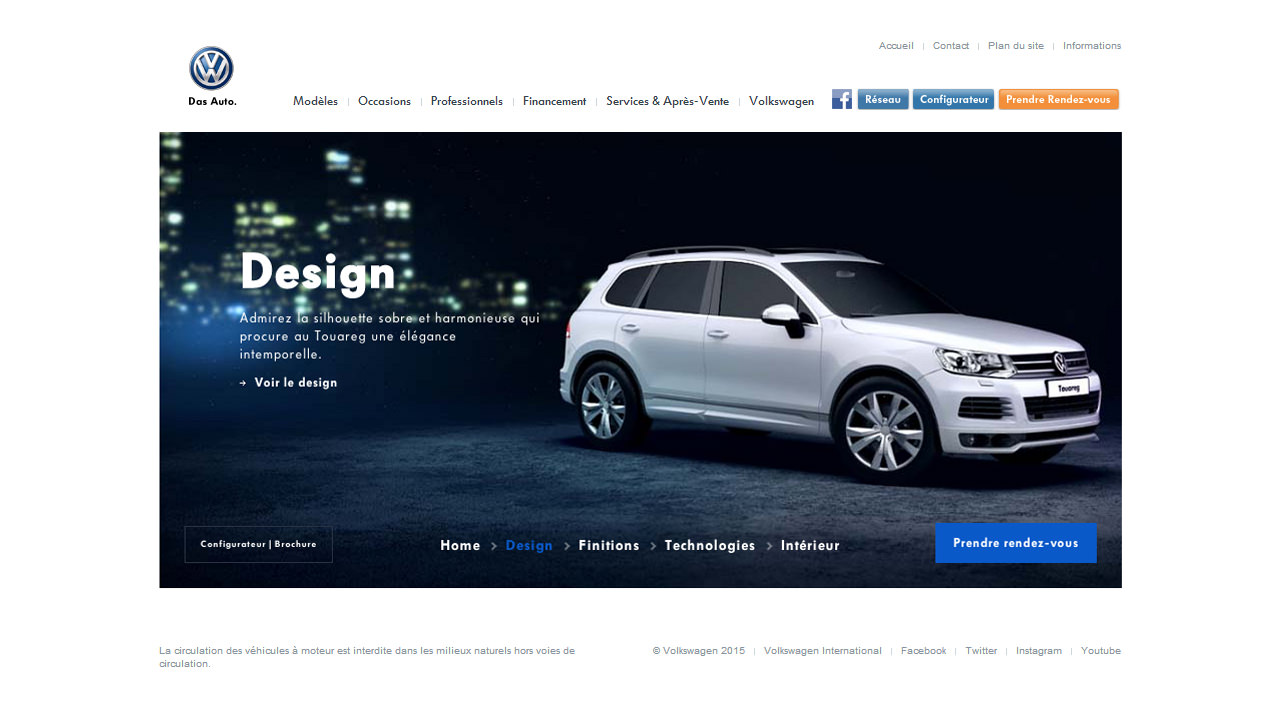 Accueil | Contact | Plan du site | Informations
Das Auto.
Modèles | Occasions | Professionnels | Financement | Services & Après-Vente | Volkswagen
Réseau
Configurateur
Prendre Rendez-vous
Design
Admirez la silhouette sobre et harmonieuse qui
procure au Touareg une élégance
intemporelle.
Voir le design
Touareg
Configurateur | Brochure
Home > Design > Finitions > Technologies > Intérieur
Prendre rendez-vous
La circulation des véhicules à moteur est interdite dans les milieux naturels hors voies de
circulation.
© Volkswagen 2015 | Volkswagen International | Facebook | Twitter | Instagram | Youtube